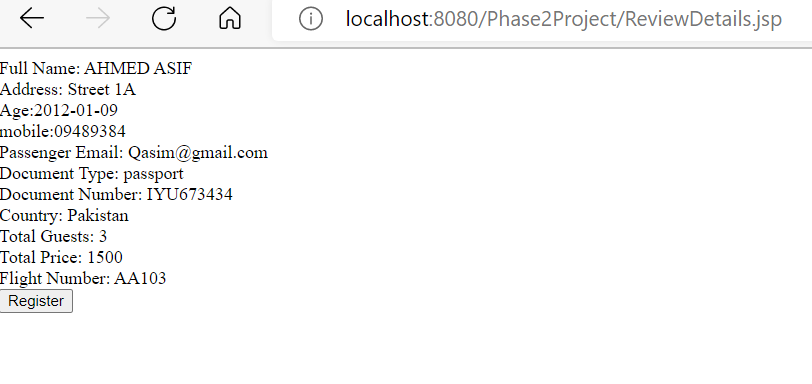 localhost:8080/Phase2Project/ReviewDetails.jsp
Full Name: AHMED ASIF
Address: Street 1A
Age:2012-01-09
mobile:09489384
Passenger Email: Qasim@gmail.com
Document Type: passport
Document Number: IYU673434
Country: Pakistan
Total Guests: 3
Total Price: 1500
Flight Number: AA103
Register